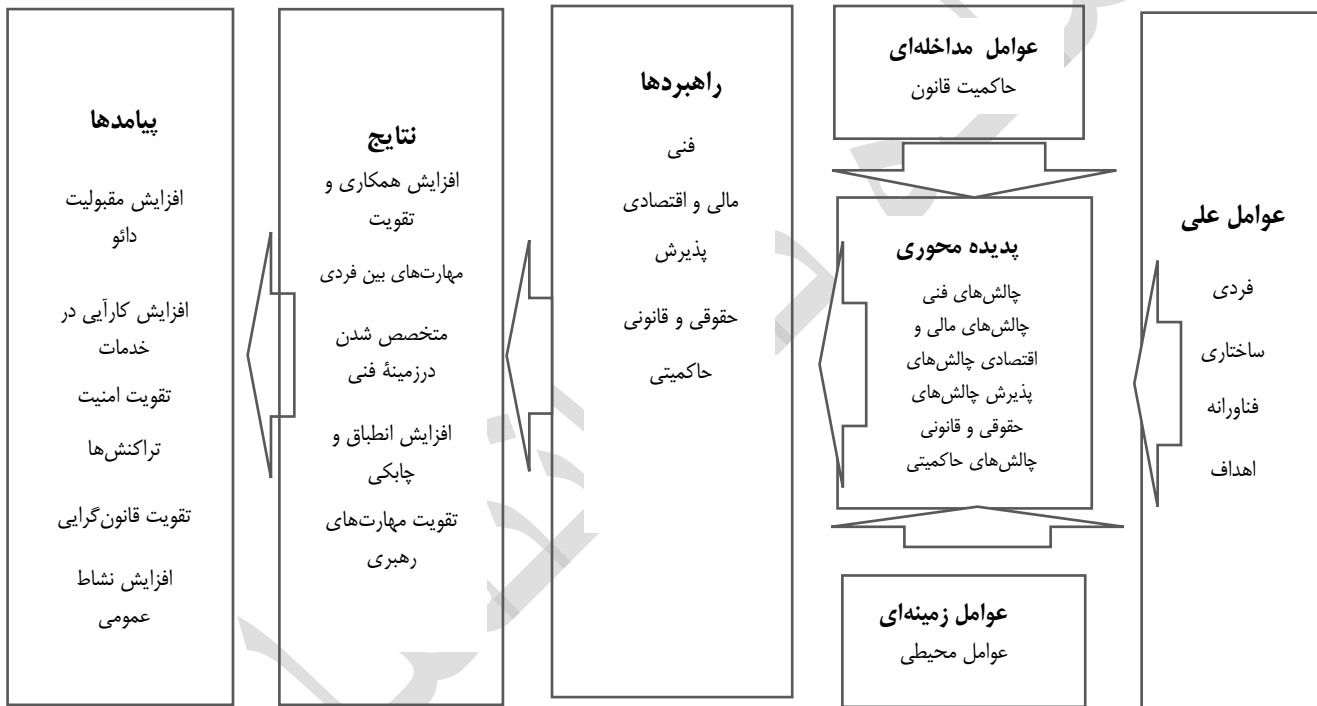 عوامل علی
فردی
ساختاری
فناورانه
اهداف
عوامل مداخله‌ای
حاکمیت قانون
پدیده محوری
چالش‌های فنی
چالش‌های مالی و
اقتصادی چالش‌های
پذیرش چالش‌های
حقوقی و قانونی
چالش‌های حاکمیتی
عوامل زمینه‌ای
عوامل محیطی
راهبردها
فنی
مالی و اقتصادی
پذیرش
حقوقی و قانونی
حاکمیتی
نتایج
افزایش همکاری و
تقویت
مهارت‌های بین فردی
متخصص شدن
درزمینۀ فنی
افزایش انطباق و
چابکی
تقویت مهارت‌های
رهبری
پیامدها
افزایش مقبولیت
دائو
افزایش کارآیی در
خدمات
تقویت امنیت
تراکنش‌ها
تقویت قانون‌گرایی
افزایش نشاط
عمومی